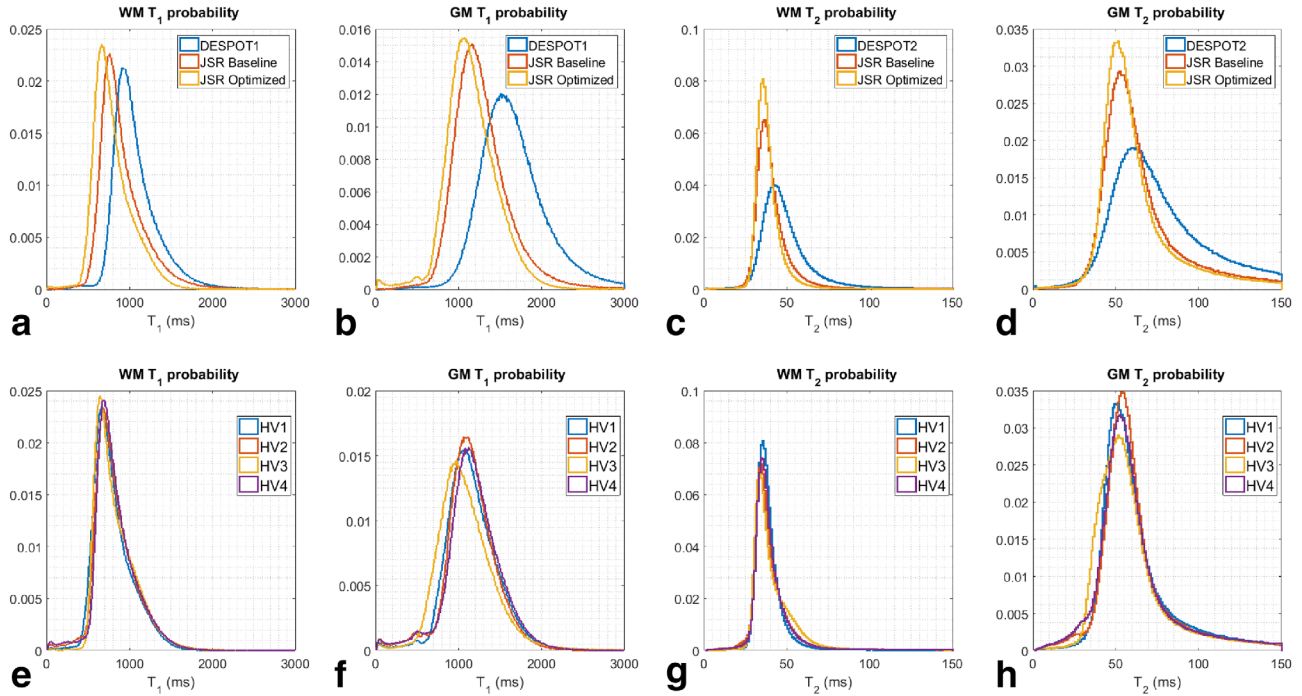 WM T1 probability
0.025
0.02
0.015
0.01
0.005
0
0 1000 2000 3000
T1 (ms)
DESPOT1
JSR Baseline
JSR Optimized
a
GM T1 probability
0.016
0.014
0.012
0.01
0.008
0.006
0.004
0.002
0
0 1000 2000 3000
T1 (ms)
DESPOT1
JSR Baseline
JSR Optimized
b
WM T2 probability
0.1
0.08
0.06
0.04
0.02
0
0 50 100 150
T2 (ms)
DESPOT2
JSR Baseline
JSR Optimized
c
GM T2 probability
0.035
0.03
0.025
0.02
0.015
0.01
0.005
0
0 50 100 150
T2 (ms)
DESPOT2
JSR Baseline
JSR Optimized
d
WM T1 probability
0.025
0.02
0.015
0.01
0.005
0
0 1000 2000 3000
T1 (ms)
HV1
HV2
HV3
HV4
e
GM T1 probability
0.02
0.015
0.01
0.005
0
0 1000 2000 3000
T1 (ms)
HV1
HV2
HV3
HV4
f
WM T2 probability
0.1
0.08
0.06
0.04
0.02
0
0 50 100 150
T2 (ms)
HV1
HV2
HV3
HV4
g
GM T2 probability
0.035
0.03
0.025
0.02
0.015
0.01
0.005
0
0 50 100 150
T2 (ms)
HV1
HV2
HV3
HV4
h